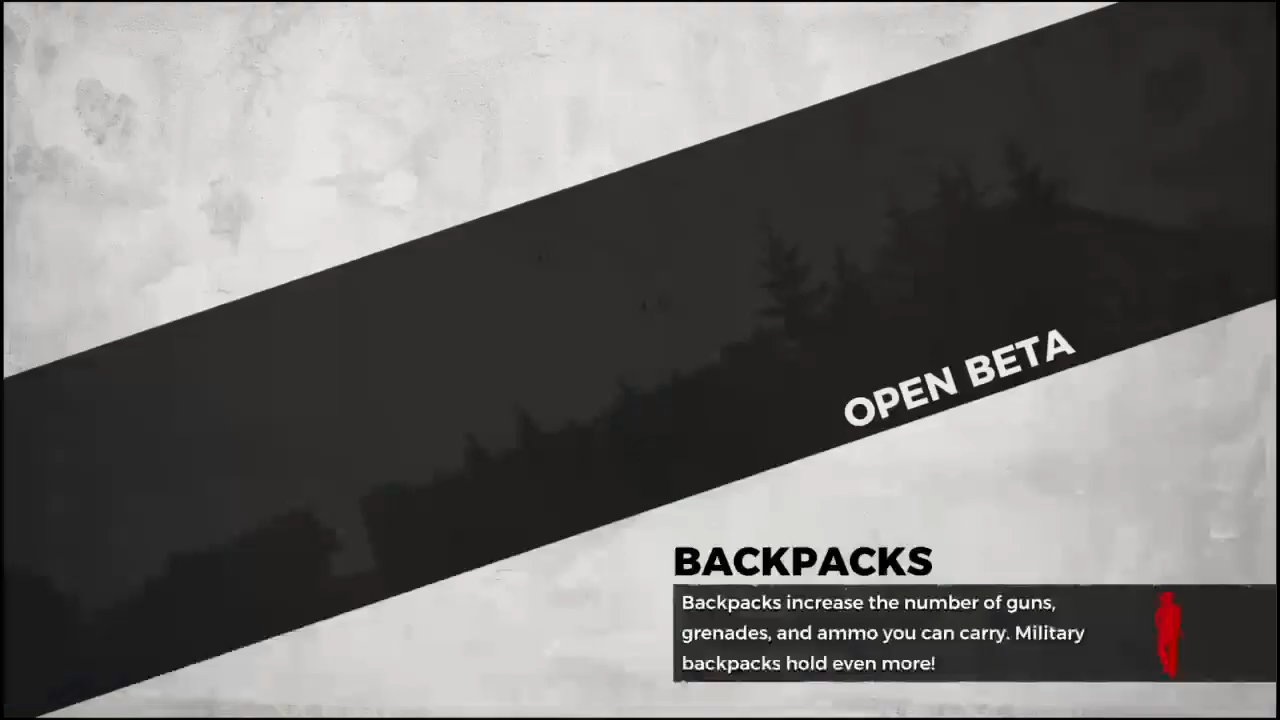 OPEN BETA
BACKPACKS
Backpacks increase the number of guns,
grenades, and ammo you can carry. Military
backpacks hold even more!